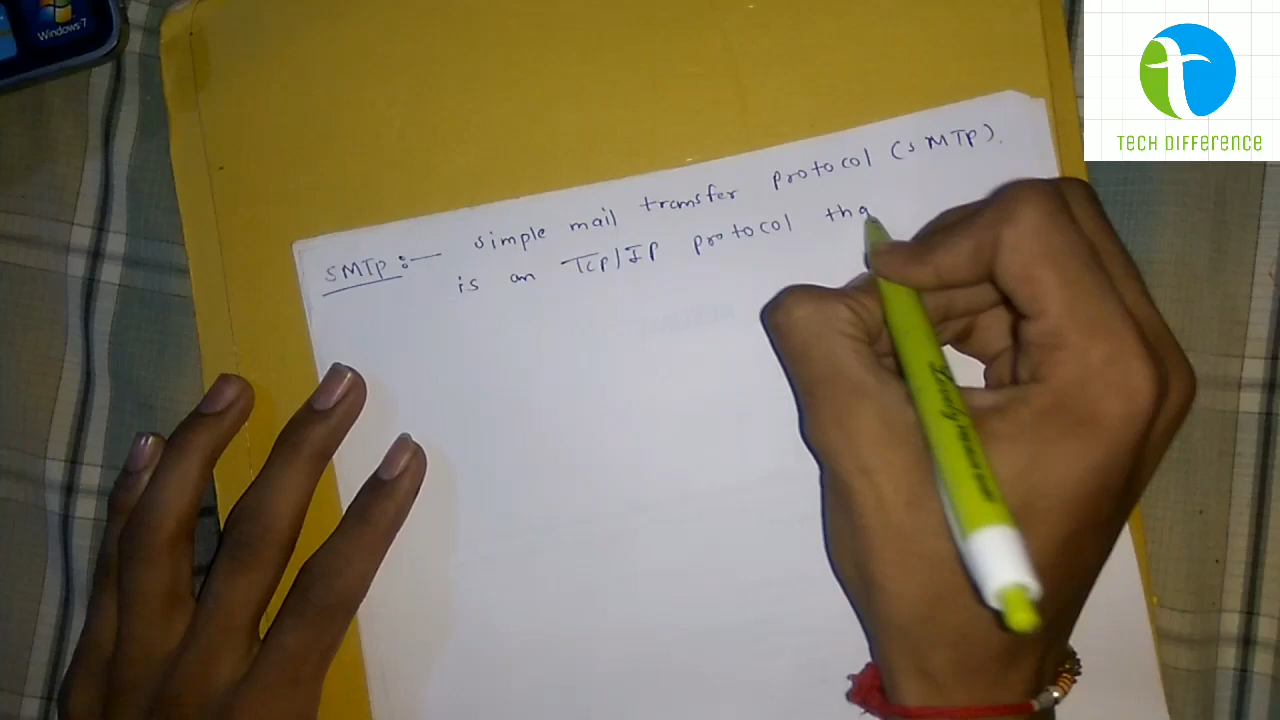 Windows 7
TECH DIFFERENCE
SMTP :— simple mail transfer protocol (SMTP).
is an TCP/IP protocol tha